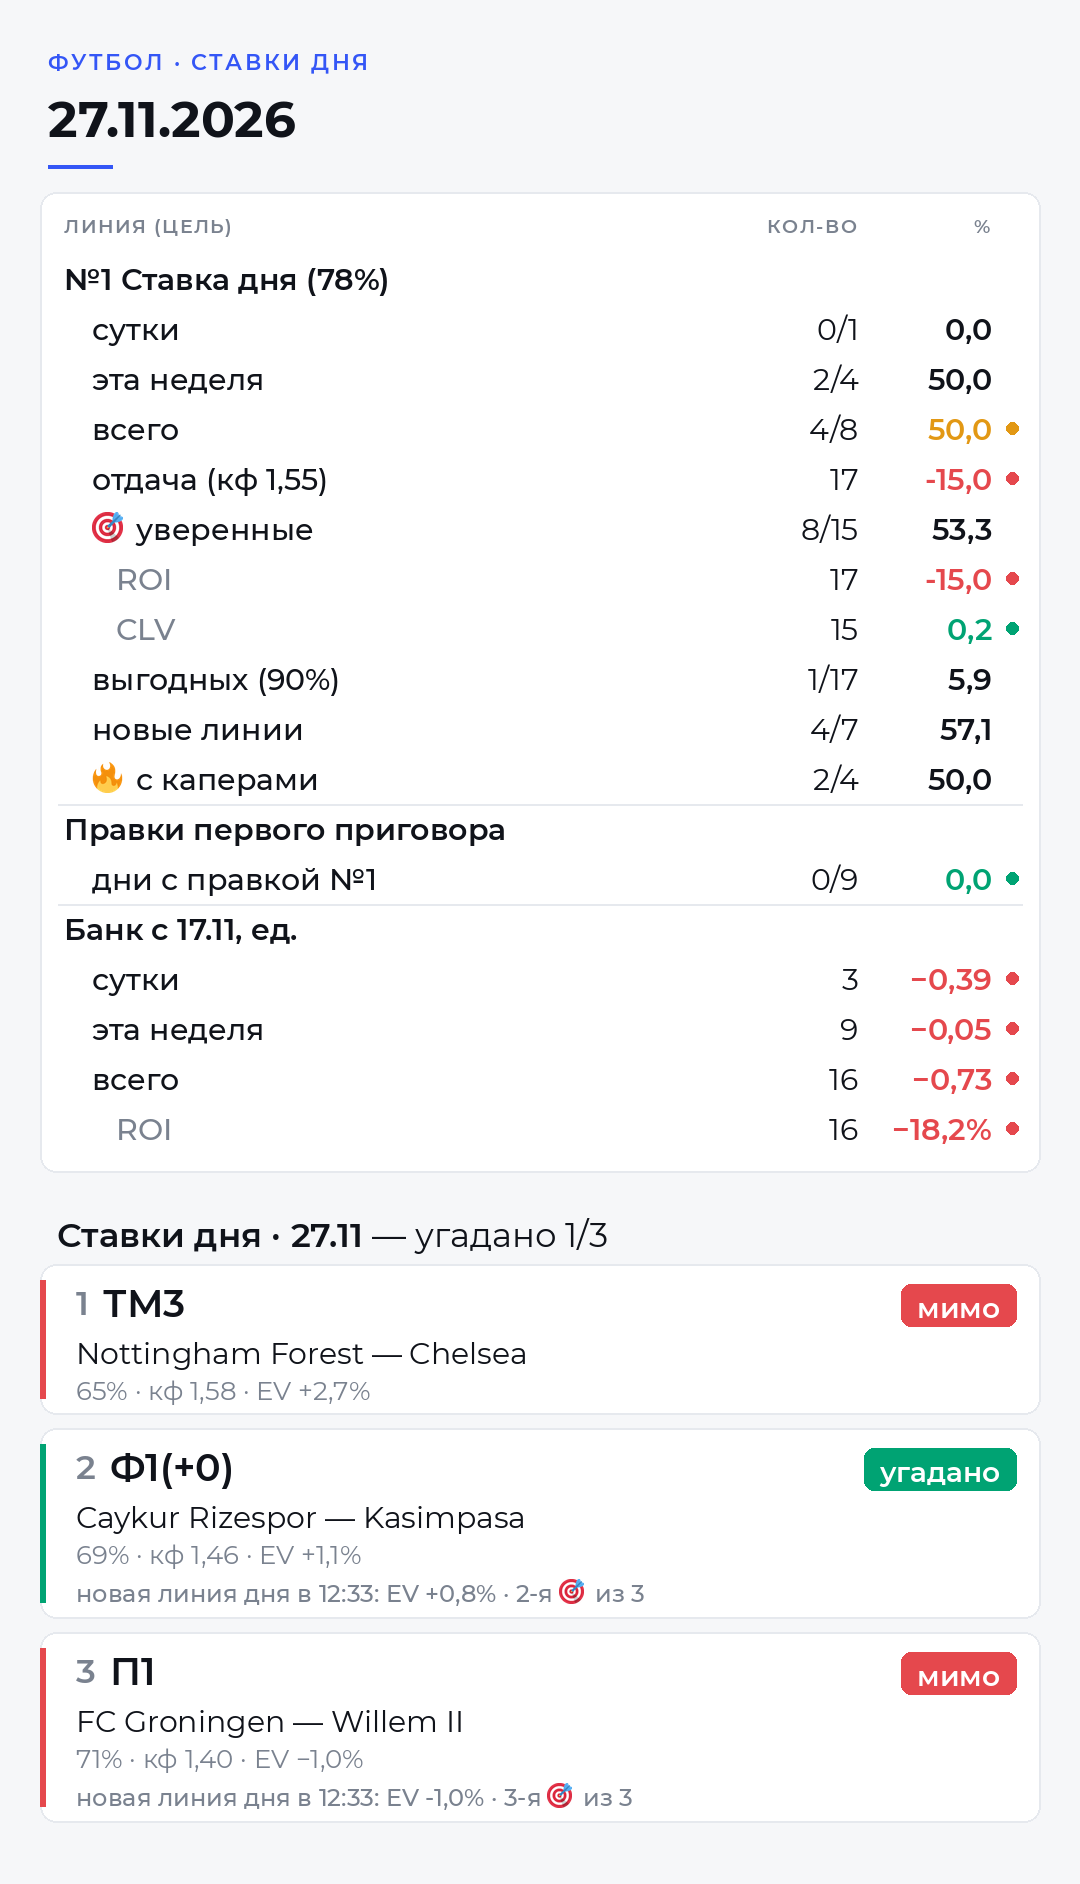 ФУТБОЛ · СТАВКИ ДНЯ
27.11.2026
ЛИНИЯ (ЦЕЛЬ) КОЛ-ВО %
№1 Ставка дня (78%)
сутки 0/1 0,0
эта неделя 2/4 50,0
всего 4/8 50,0
отдача (кф 1,55) 17 -15,0
уверенные 8/15 53,3
ROI 17 -15,0
CLV 15 0,2
выгодных (90%) 1/17 5,9
новые линии 4/7 57,1
с каперами 2/4 50,0
Правки первого приговора
дни с правкой №1 0/9 0,0
Банк с 17.11, ед.
сутки 3 −0,39
эта неделя 9 −0,05
всего 16 −0,73
ROI 16 −18,2%
Ставки дня · 27.11 — угадано 1/3
1 ТМ3 мимо
Nottingham Forest — Chelsea
65% · кф 1,58 · EV +2,7%
2 Ф1(+0) угадано
Caykur Rizespor — Kasimpasa
69% · кф 1,46 · EV +1,1%
новая линия дня в 12:33: EV +0,8% · 2-я 🎯 из 3
3 П1 мимо
FC Groningen — Willem II
71% · кф 1,40 · EV −1,0%
новая линия дня в 12:33: EV -1,0% · 3-я 🎯 из 3